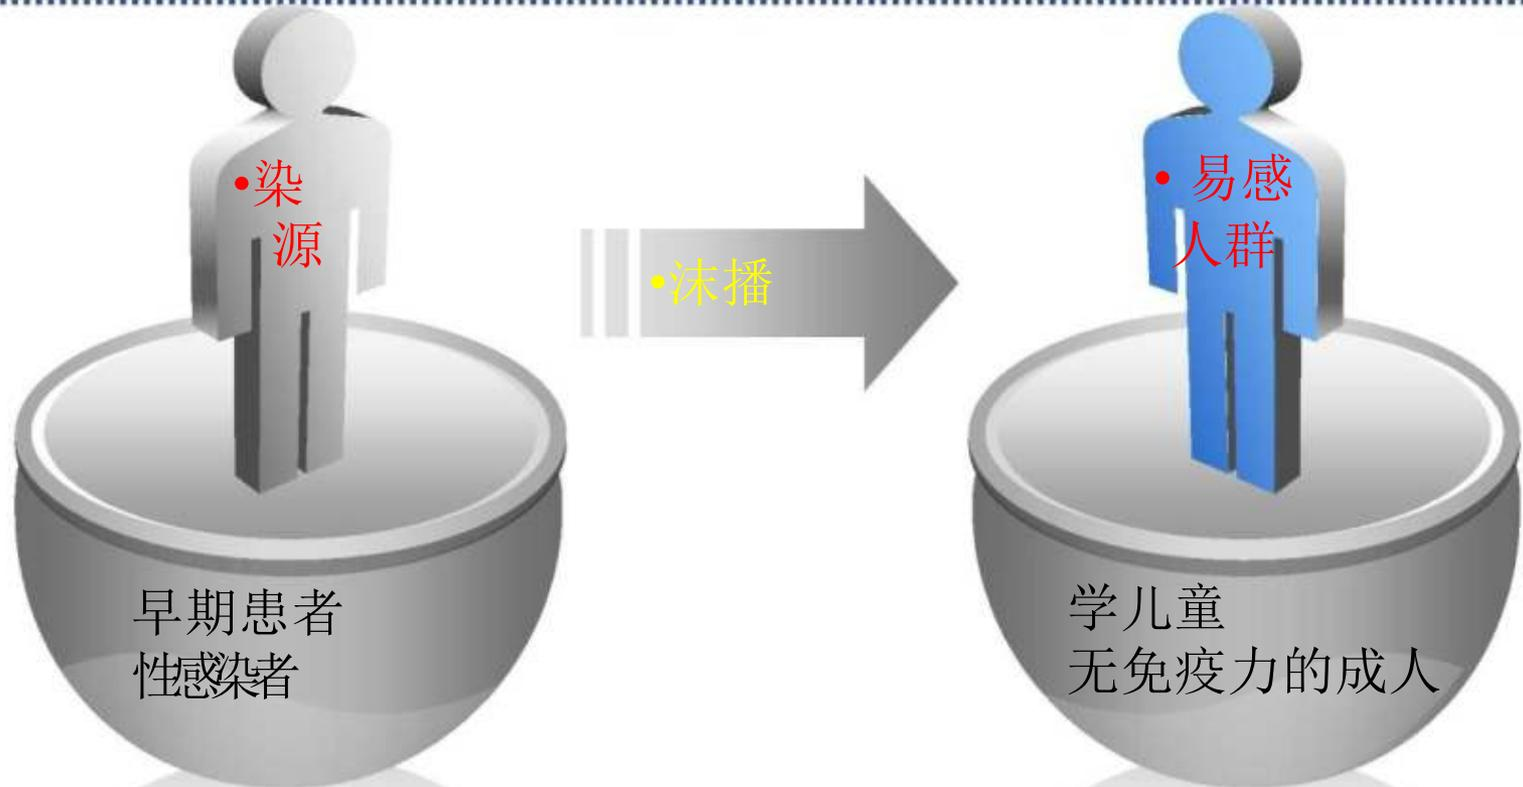 •染
源
•沫播
• 易感
人群
早期患者
性感染者
学儿童
无免疫力的成人